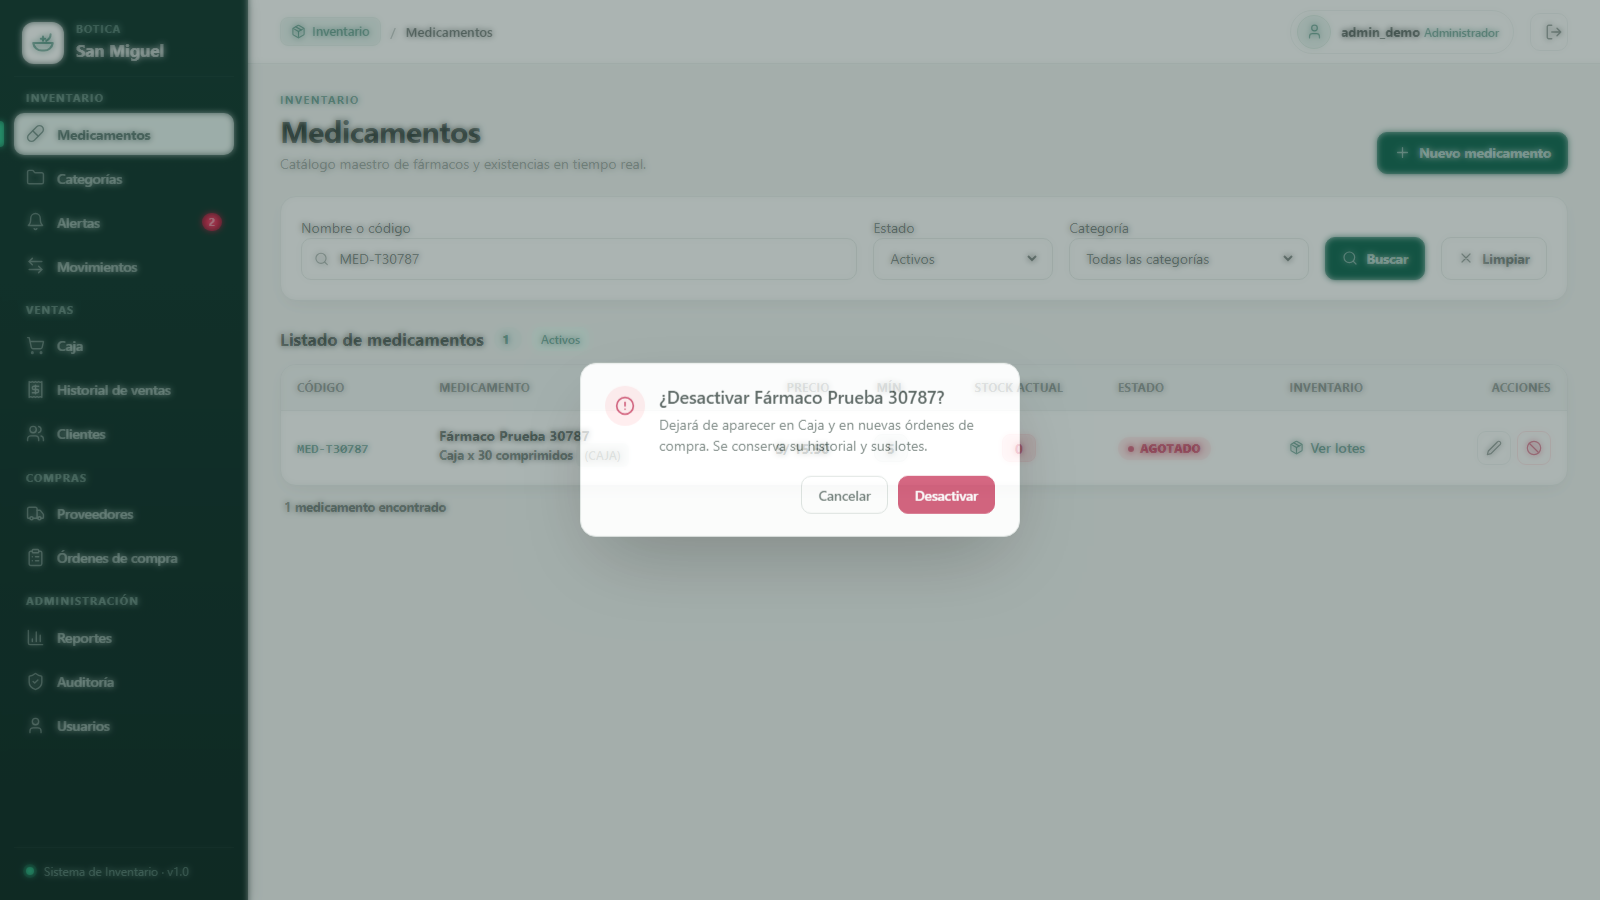 BOTICA
San Miguel
INVENTARIO
Medicamentos
Categorías
Alertas 2
Movimientos
VENTAS
Caja
Historial de ventas
Clientes
COMPRAS
Proveedores
Órdenes de compra
ADMINISTRACIÓN
Reportes
Auditoría
Usuarios
Sistema de Inventario · v1.0
Inventario / Medicamentos
admin_demo Administrador
INVENTARIO
Medicamentos
Catálogo maestro de fármacos y existencias en tiempo real.
Nuevo medicamento
Nombre o código Estado Categoría
MED-T30787 Activos Todas las categorías Buscar Limpiar
Listado de medicamentos 1 Activos
CÓDIGO MEDICAMENTO PRECIO MÍN STOCK ACTUAL ESTADO INVENTARIO ACCIONES
MED-T30787 Fármaco Prueba 30787 0 AGOTADO Ver lotes
Caja x 30 comprimidos (CAJA)
1 medicamento encontrado
¿Desactivar Fármaco Prueba 30787?
Dejará de aparecer en Caja y en nuevas órdenes de
compra. Se conserva su historial y sus lotes.
Cancelar Desactivar